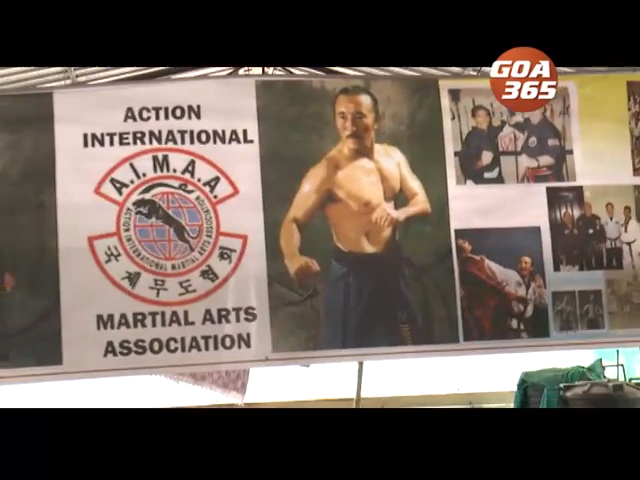 GOA
365
ACTION
INTERNATIONAL
A.I.M.A.A.
ACTION INTERNATIONAL MARTIAL ARTS ASSOCIATION
국제무도협회
MARTIAL ARTS
ASSOCIATION